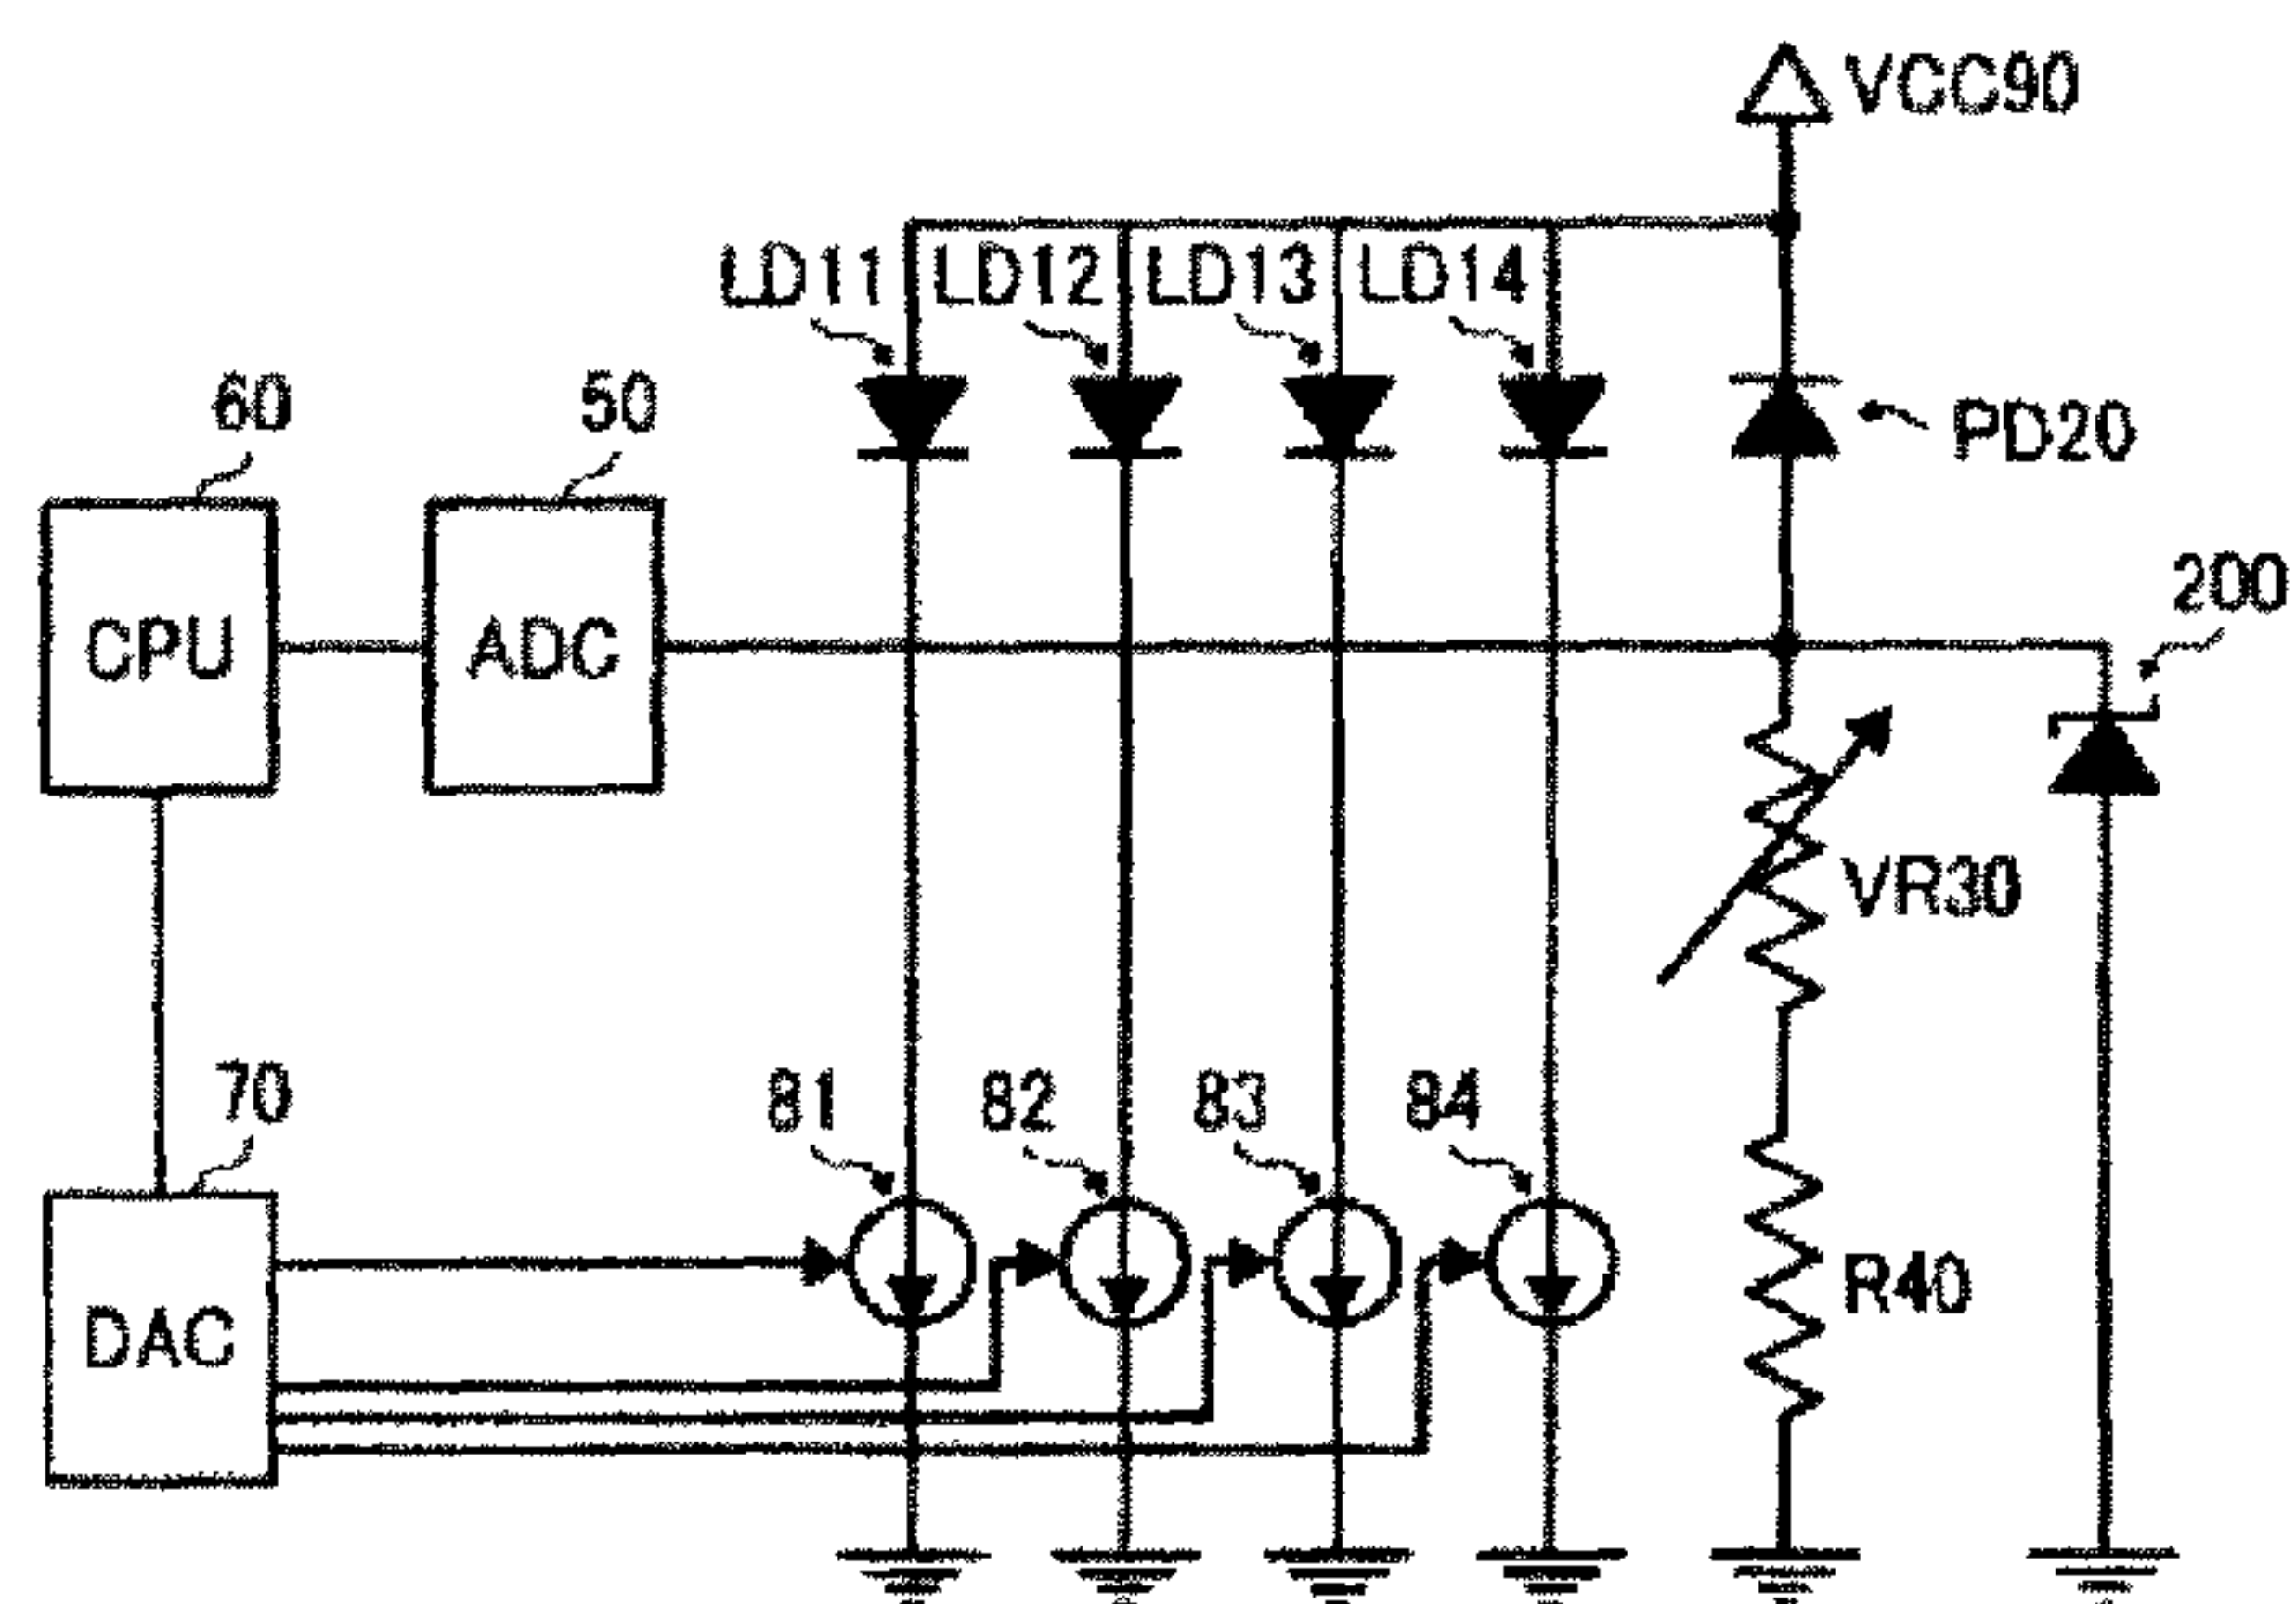 VCC90
LD11 LD12 LD13 LD14
60 50 PD20
200
CPU ADC
VR30
70 81 82 83 84
R40
DAC